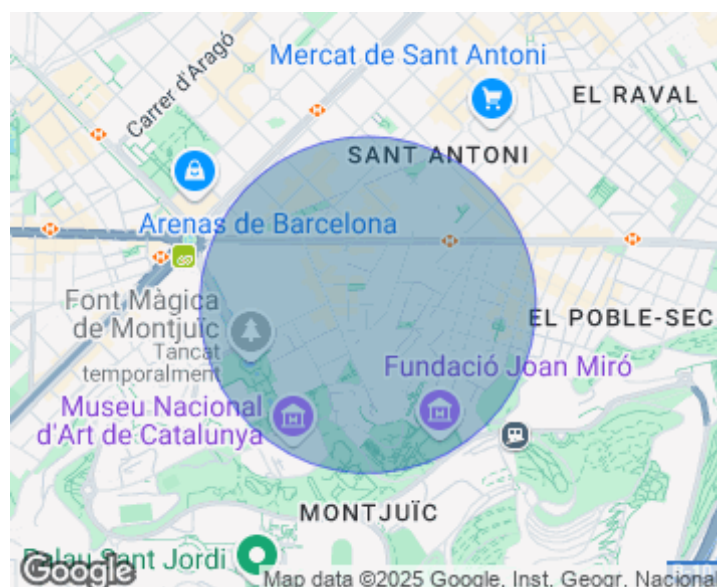 Carrer d'Aragó
Mercat de Sant Antoni
EL RAVAL
SANT ANTONI
Arenas de Barcelona
Font Màgica
de Montjuïc
Tancat
temporalment
EL POBLE-SEC
Fundació Joan Miró
Museu Nacional
d'Art de Catalunya
MONTJUÏC
Palau Sant Jordi
Google
Map data ©2025 Google, Inst. Geogr. Nacional